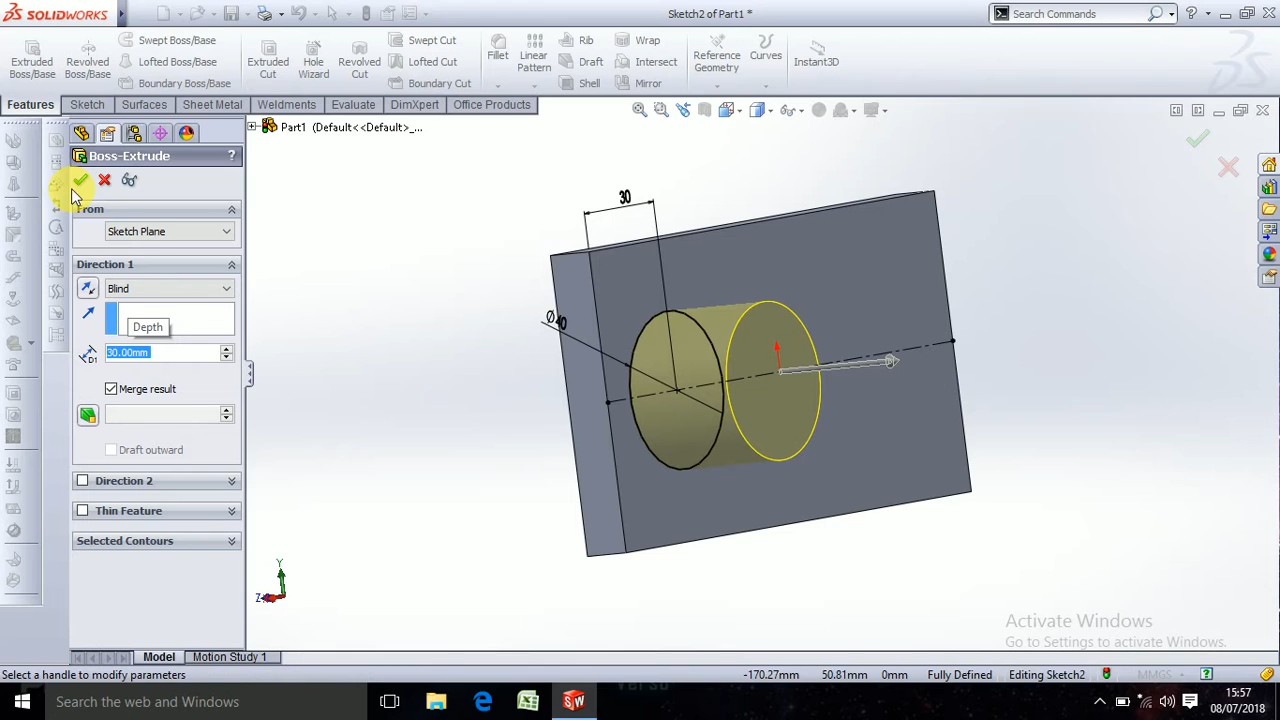 SOLIDWORKS
Sketch2 of Part1 *
Search Commands
Extruded Boss/Base
Revolved Boss/Base
Swept Boss/Base
Lofted Boss/Base
Boundary Boss/Base
Extruded Cut
Hole Wizard
Revolved Cut
Swept Cut
Lofted Cut
Boundary Cut
Fillet
Linear Pattern
Rib
Draft
Shell
Wrap
Intersect
Mirror
Reference Geometry
Curves
Instant3D
Features
Sketch
Surfaces
Sheet Metal
Weldments
Evaluate
DimXpert
Office Products
Part1 (Default<<Default>_...
Boss-Extrude
?
From
Sketch Plane
Direction 1
Blind
Depth
D1
30.00mm
Merge result
Draft outward
Direction 2
Thin Feature
Selected Contours
30
Ø40
Y
Z
Activate Windows
Go to Settings to activate Windows.
Model
Motion Study 1
Select a handle to modify parameters
-170.27mm
50.81mm
0mm
Fully Defined
Editing Sketch2
MMGS
?
Search the web and Windows
15:57
08/07/2018